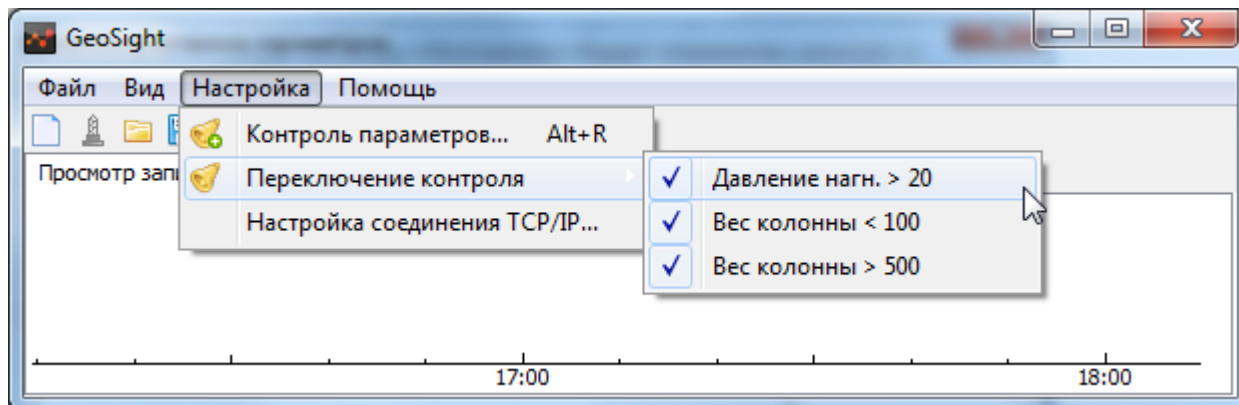 GeoSight
Файл Вид Настройка Помощь
Контроль параметров... Alt+R
Просмотр
Переключение контроля
Давление нагн. > 20
Настройка соединения TCP/IP...
Вес колонны < 100
Вес колонны > 500
17:00
18:00